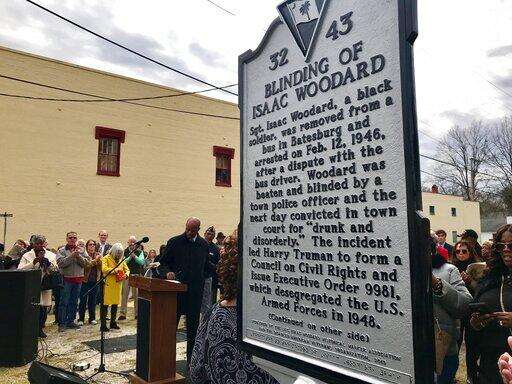 32 43
BLINDING OF
ISAAC WOODARD
Sgt. Isaac Woodard, a black
soldier, was removed from a
bus in Batesburg and
arrested on Feb. 12, 1946,
after a dispute with the
bus driver. Woodard was
beaten and blinded by a
town police officer and the
next day convicted in town
court for "drunk and
disorderly." The incident
led Harry Truman to form a
Council on Civil Rights and
Issue Executive Order 9981,
which desegregated the U.S.
Armed Forces in 1948.
(Continued on other side)